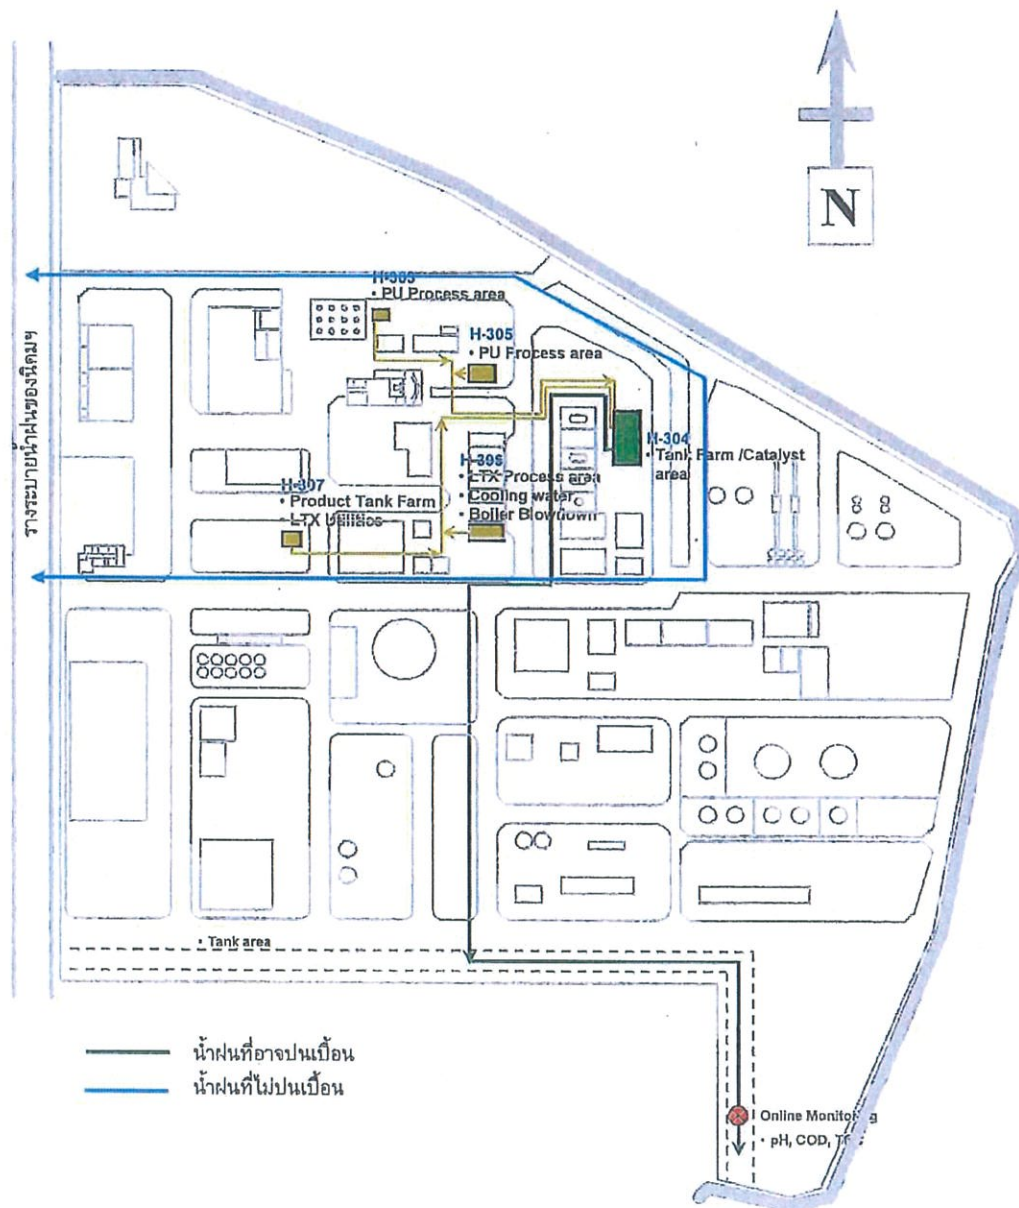 N
H-303
• PU Process area
H-305
• PU Process area
H-304
• Tank Farm /Catalyst
area
H-306
• LTX Process area
• Cooling water
• Boiler Blowdown
H-307
• Product Tank Farm
• LTX Utilities
รางระบายน้ำฝนของนิคมฯ
• Tank area
น้ำฝนที่อาจปนเปื้อน
น้ำฝนที่ไม่ปนเปื้อน
Online Monitoring
• pH, COD,